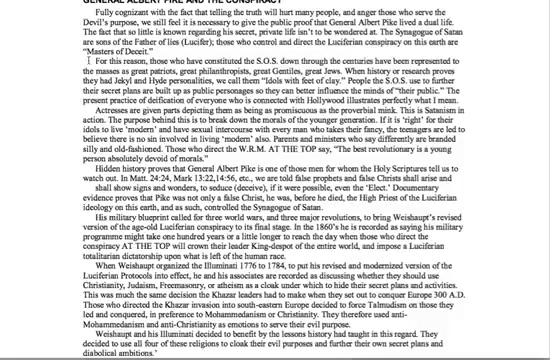 GENERAL ALBERT PIKE AND THE CONSPIRACY
Fully cognizant with the fact that telling the truth will hurt many people, and anger those who serve the
Devil's purpose, we still feel it is necessary to give the public proof that General Albert Pike lived a dual life.
The fact that so little is known regarding his secret, private life isn't to be wondered at. The Synagogue of Satan
are sons of the Father of lies (Lucifer); those who control and direct the Luciferian conspiracy on this earth are
"Masters of Deceit."
For this reason, those who have constituted the S.O.S. down through the centuries have been represented to
the masses as great patriots, great philanthropists, great Gentiles, great Jews. When history or research proves
they had Jekyll and Hyde personalities, we call them "Idols with feet of clay." People the S.O.S. use to further
their secret plans are built up as public personages so they can better influence the minds of "their public." The
present practice of deification of everyone who is connected with Hollywood illustrates perfectly what I mean.
Actresses are given parts depicting them as being as promiscuous as the proverbial mink. This is Satanism in
action. The purpose behind this is to break down the morals of the younger generation. If it is 'right' for their
idols to live 'modern' and have sexual intercourse with every man who takes their fancy, the teenagers are led to
believe there is no sin involved in living 'modern' also. Parents and ministers who say differently are branded
silly and old-fashioned. Those who direct the W.R.M. AT THE TOP say, "The best revolutionary is a young
person absolutely devoid of morals."
Hidden history proves that General Albert Pike is one of those men for whom the Holy Scriptures tell us to
watch out. In Matt. 24:24, Mark 13:22,14:56, etc., we are told false prophets and false Christs shall arise and
shall show signs and wonders, to seduce (deceive), if it were possible, even the 'Elect.' Documentary
evidence proves that Pike was not only a false Christ, he was, before he died, the High Priest of the Luciferian
ideology on this earth, and as such, controlled the Synagogue of Satan.
His military blueprint called for three world wars, and three major revolutions, to bring Weishaupt's revised
version of the age-old Luciferian conspiracy to its final stage. In the 1860's he is recorded as saying his military
programme might take one hundred years or a little longer to reach the day when those who direct the
conspiracy AT THE TOP will crown their leader King-despot of the entire world, and impose a Luciferian
totalitarian dictatorship upon what is left of the human race.
When Weishaupt organized the Illuminati 1776 to 1784, to put his revised and modernized version of the
Luciferian Protocols into effect, he and his associates are recorded as discussing whether they should use
Christianity, Judaism, Freemasonry, or atheism as a cloak under which to hide their secret plans and activities.
This was much the same decision the Khazar leaders had to make when they set out to conquer Europe 300 A.D.
Those who directed the Khazar invasion into south-eastern Europe decided to force Talmudism on those they
led and conquered, in preference to Mohammedanism or Christianity. They therefore used anti-
Mohammedanism and anti-Christianity as emotions to serve their evil purpose.
Weishaupt and his Illuminati decided to benefit by the lessons history had taught in this regard. They
decided to use all four of these religions to cloak their evil purposes and further their own secret plans and
diabolical ambitions.'